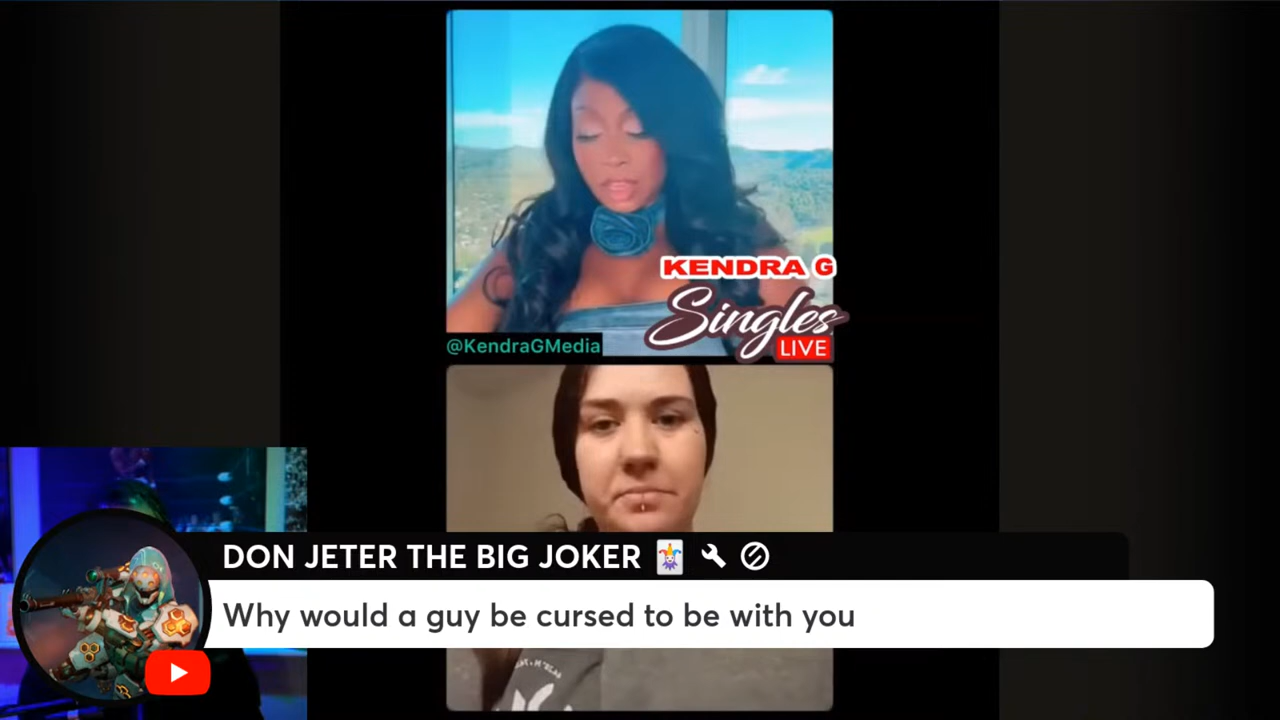 KENDRA G
Singles
LIVE
@KendraGMedia
DON JETER THE BIG JOKER 🃏
Why would a guy be cursed to be with you